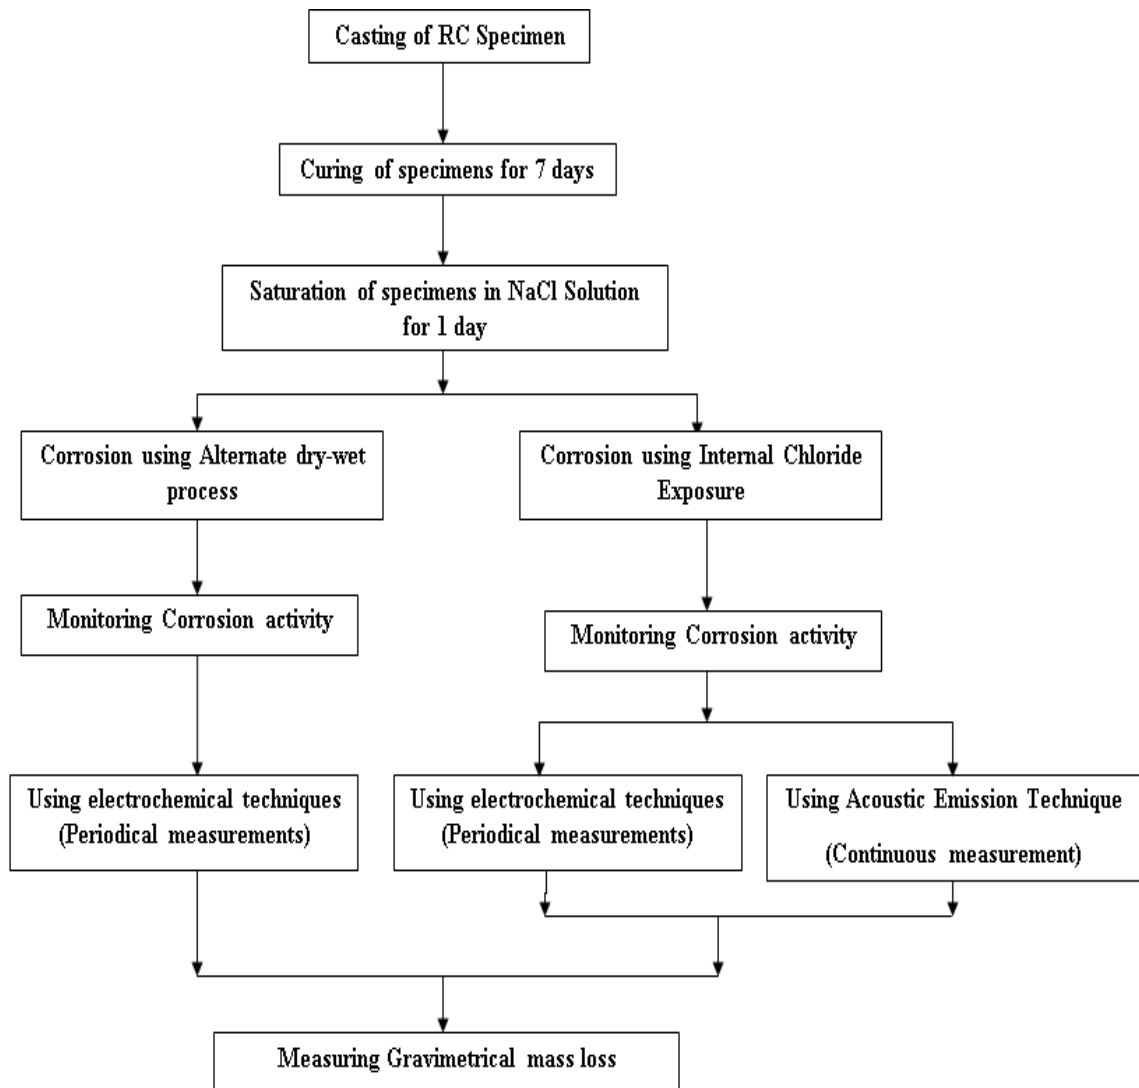 Casting of RC Specimen
Curing of specimens for 7 days
Saturation of specimens in NaCl Solution
for 1 day
Corrosion using Alternate dry-wet
process
Corrosion using Internal Chloride
Exposure
Monitoring Corrosion activity
Monitoring Corrosion activity
Using electrochemical techniques
(Periodical measurements)
Using electrochemical techniques
(Periodical measurements)
Using Acoustic Emission Technique
(Continuous measurement)
Measuring Gravimetrical mass loss